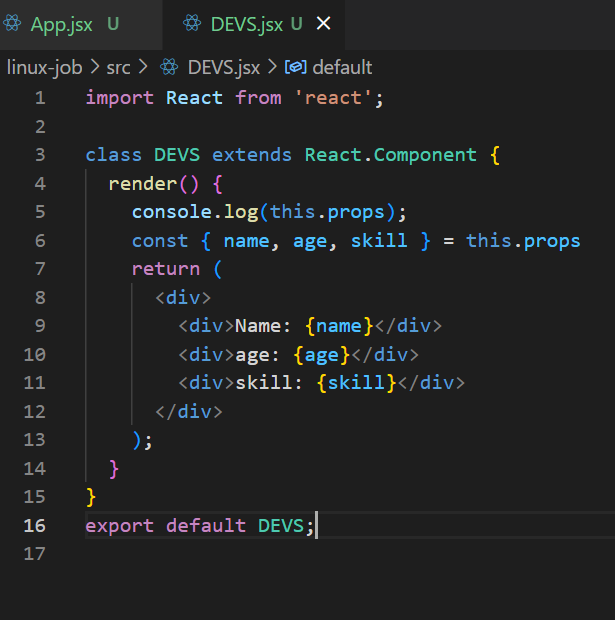 App.jsx U DEVS.jsx U ×
linux-job > src > DEVS.jsx > default
1 import React from 'react';
2
3 class DEVS extends React.Component {
4 render() {
5 console.log(this.props);
6 const { name, age, skill } = this.props
7 return (
8 <div>
9 <div>Name: {name}</div>
10 <div>age: {age}</div>
11 <div>skill: {skill}</div>
12 </div>
13 );
14 }
15 }
16 export default DEVS;
17